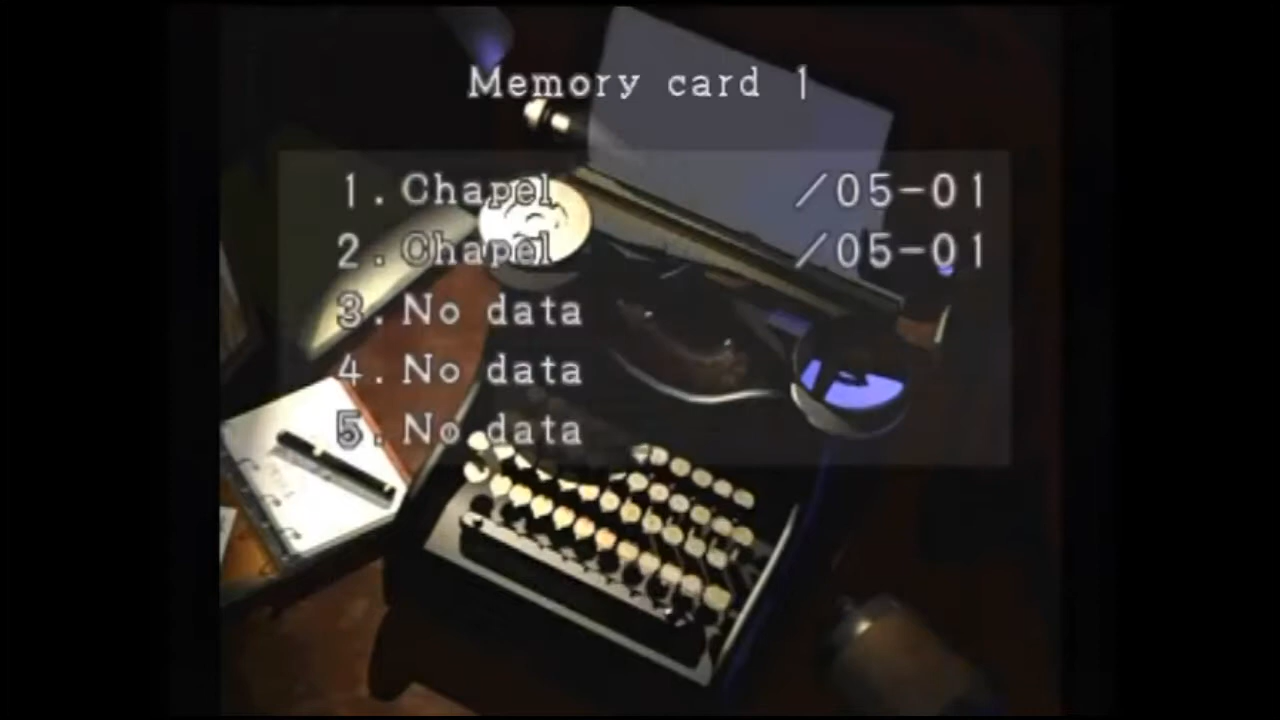 Memory card 1
1. Chapel /05-01
2. Chapel /05-01
3. No data
4. No data
5. No data